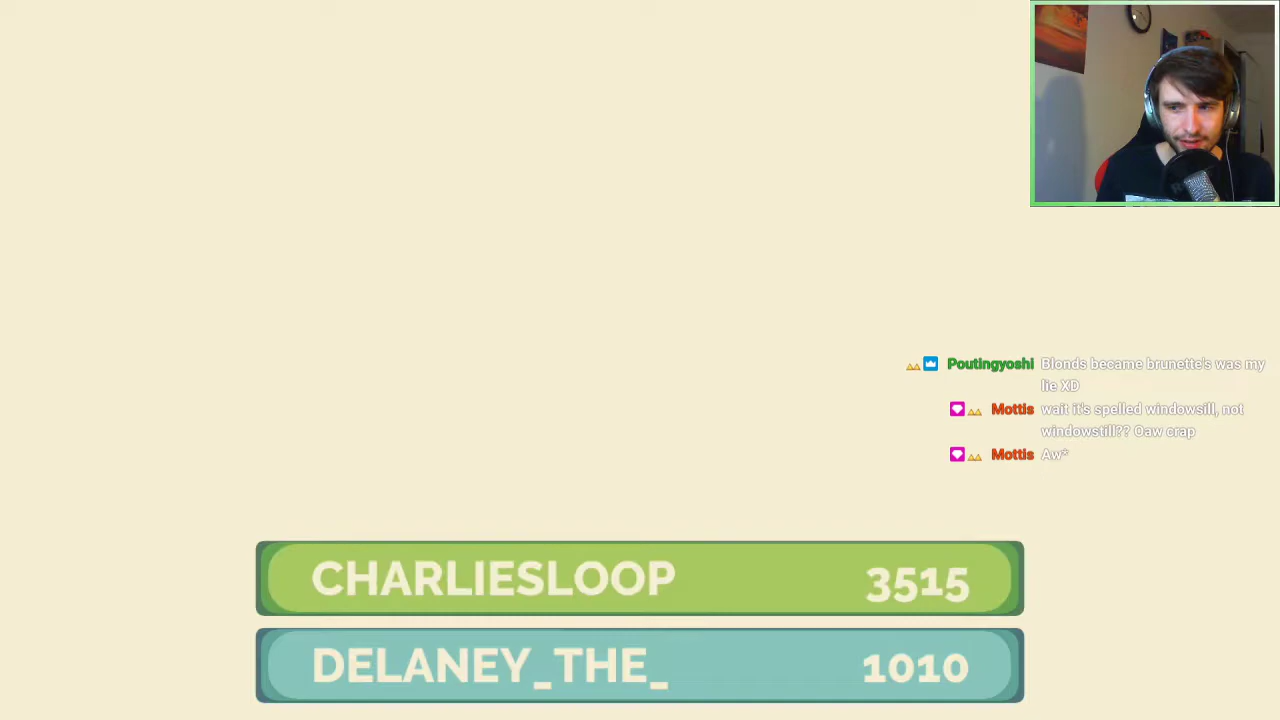 Poutingyoshi Blonds became brunette's was my
lie XD
Mottis wait it's spelled windowsill, not
windowstill?? Oaw crap
Mottis Aw*
CHARLIESLOOP 3515
DELANEY_THE_ 1010